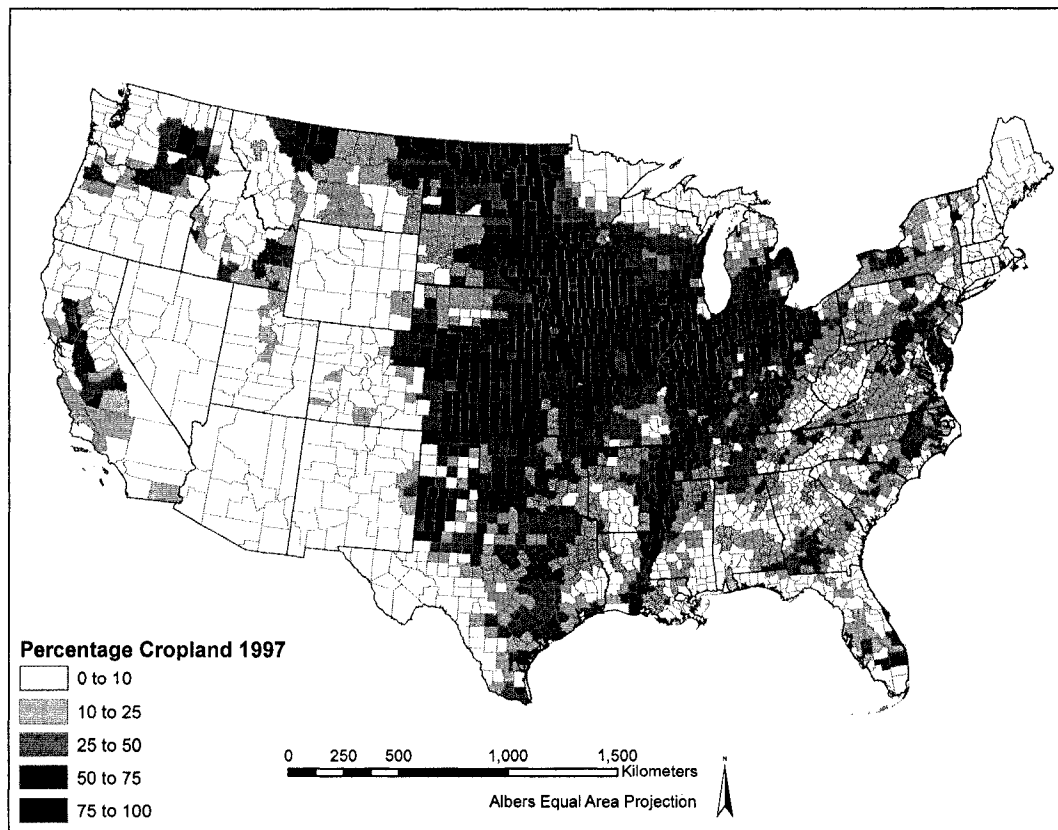 Percentage Cropland 1997
0 to 10
10 to 25
25 to 50
50 to 75
75 to 100
0 250 500 1,000 1,500
Kilometers
Albers Equal Area Projection
N